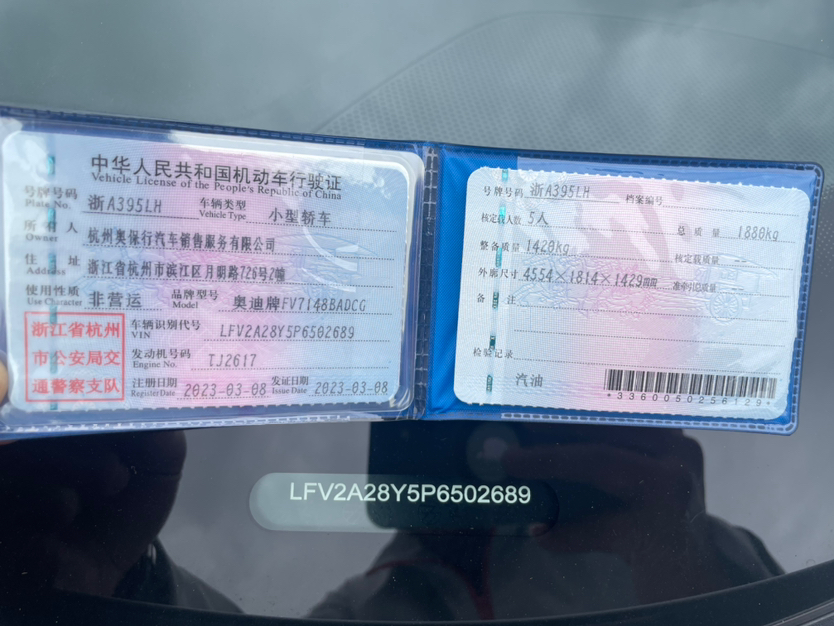 中华人民共和国机动车行驶证
Vehicle License of the People's Republic of China
号牌号码 浙A395LH 车辆类型 小型轿车
Plate No. Vehicle Type
所有人 杭州奥保行汽车销售服务有限公司
Owner
住址 浙江省杭州市滨江区月明路726号2幢
Address
使用性质 非营运 品牌型号 奥迪牌FV7148BADCG
Use Character Model
浙江省杭州
市公安局交
通警察支队
车辆识别代号 LFV2A28Y5P6502689
VIN
发动机号码 TJ2617
Engine No.
注册日期 2023-03-08 发证日期 2023-03-08
Register Date Issue Date
号牌号码 浙A395LH 档案编号
核定载人数 5人 总质量 1880kg
整备质量 1420kg 核定载质量 --
外廓尺寸 4554×1814×1429mm 准牵引总质量 --
备注
检验记录
汽油
*3360050256129*
LFV2A28Y5P6502689